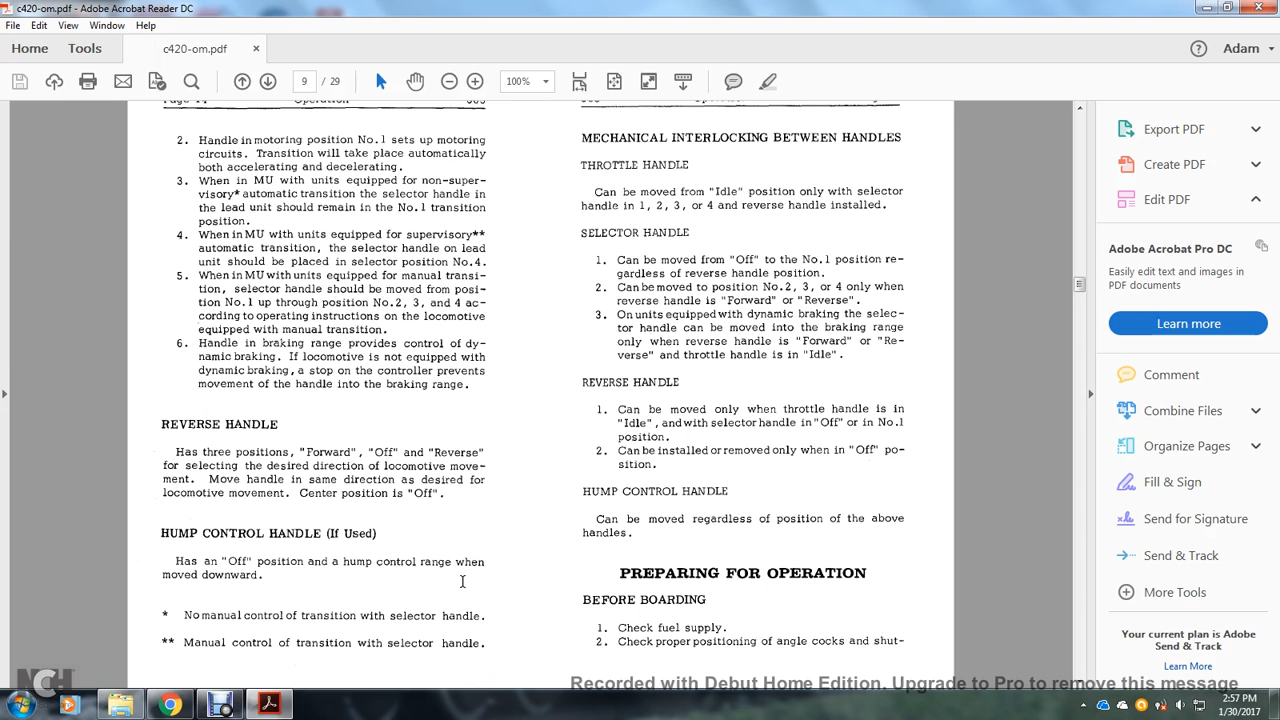 c420-om.pdf - Adobe Acrobat Reader DC
File Edit View Window Help
Home Tools c420-om.pdf × Adam
9 / 29 100%
Operation
2. Handle in motoring position No.1 sets up motoring
circuits. Transition will take place automatically
both accelerating and decelerating.
3. When in MU with units equipped for non-super-
visory* automatic transition the selector handle in
the lead unit should remain in the No.1 transition
position.
4. When in MU with units equipped for supervisory**
automatic transition, the selector handle on lead
unit should be placed in selector position No.4.
5. When in MU with units equipped for manual transi-
tion, selector handle should be moved from posi-
tion No.1 up through position No.2, 3, and 4 ac-
cording to operating instructions on the locomotive
equipped with manual transition.
6. Handle in braking range provides control of dy-
namic braking. If locomotive is not equipped with
dynamic braking, a stop on the controller prevents
movement of the handle into the braking range.
REVERSE HANDLE
Has three positions, "Forward", "Off" and "Reverse"
for selecting the desired direction of locomotive move-
ment. Move handle in same direction as desired for
locomotive movement. Center position is "Off".
HUMP CONTROL HANDLE (If Used)
Has an "Off" position and a hump control range when
moved downward.
* No manual control of transition with selector handle.
** Manual control of transition with selector handle.
MECHANICAL INTERLOCKING BETWEEN HANDLES
THROTTLE HANDLE
Can be moved from "Idle" position only with selector
handle in 1, 2, 3, or 4 and reverse handle installed.
SELECTOR HANDLE
1. Can be moved from "Off" to the No.1 position re-
gardless of reverse handle position.
2. Can be moved to position No.2, 3, or 4 only when
reverse handle is "Forward" or "Reverse".
3. On units equipped with dynamic braking the selec-
tor handle can be moved into the braking range
only when reverse handle is "Forward" or "Re-
verse" and throttle handle is in "Idle".
REVERSE HANDLE
1. Can be moved only when throttle handle is in
"Idle", and with selector handle in "Off" or in No.1
position.
2. Can be installed or removed only when in "Off" po-
sition.
HUMP CONTROL HANDLE
Can be moved regardless of position of the above
handles.
PREPARING FOR OPERATION
BEFORE BOARDING
1. Check fuel supply.
2. Check proper positioning of angle cocks and shut-
Export PDF
Create PDF
Edit PDF
Adobe Acrobat Pro DC
Easily edit text and images in
PDF documents
Learn more
Comment
Combine Files
Organize Pages
Fill & Sign
Send for Signature
Send & Track
More Tools
Your current plan is Adobe
Send & Track
Learn More
NCH
Recorded with Debut Home Edition. Upgrade to Pro to remove this message
2:57 PM
1/30/2017